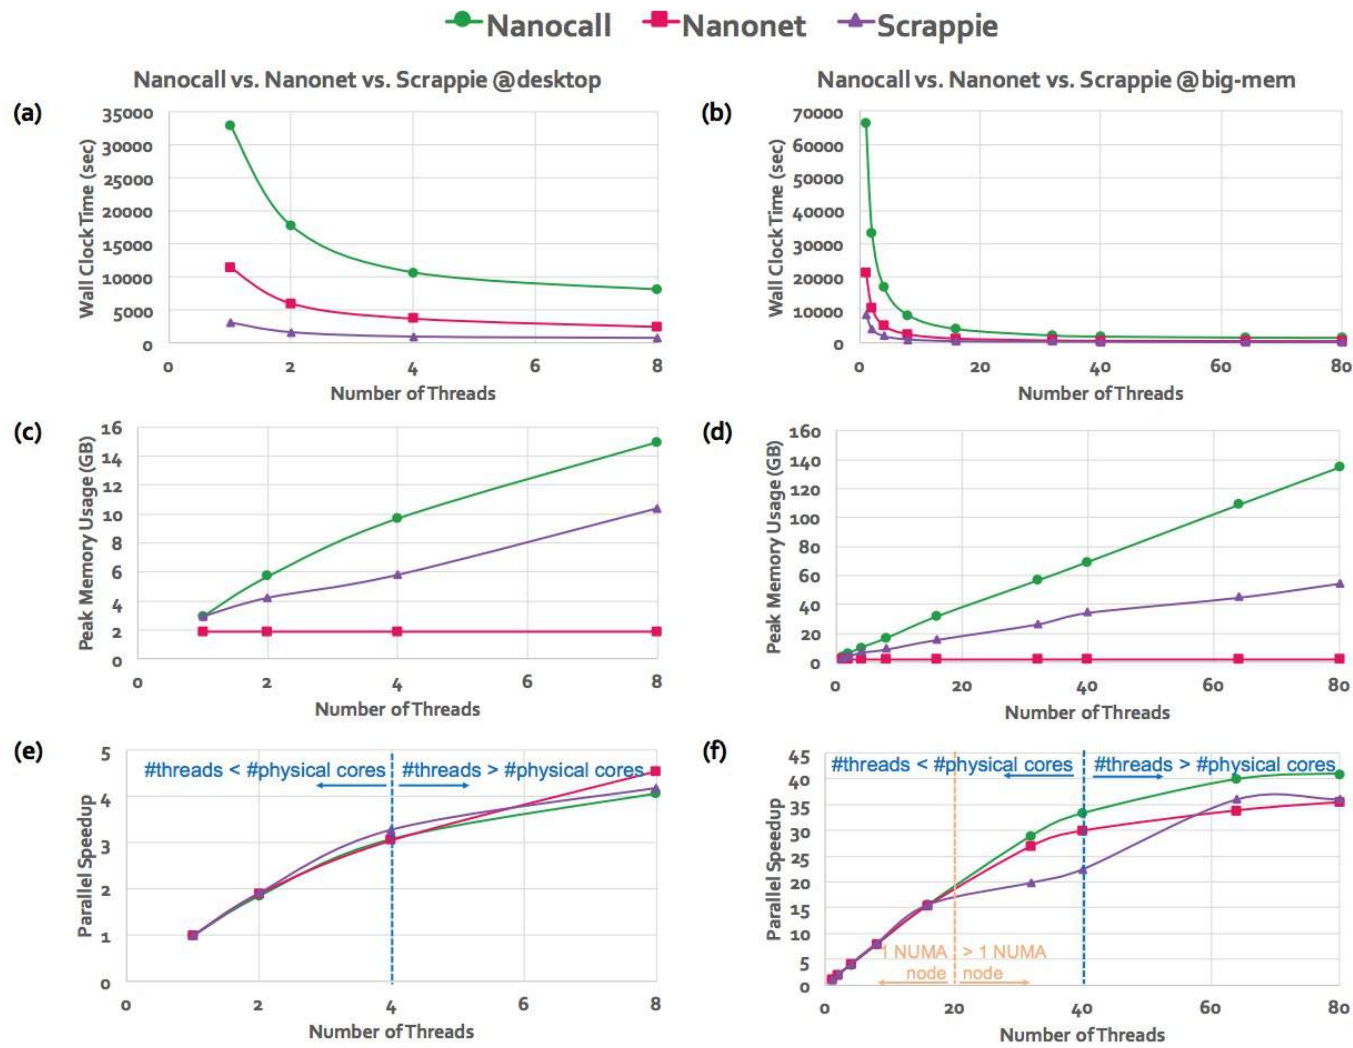 Nanocall Nanonet Scrappie
Nanocall vs. Nanonet vs. Scrappie @desktop
Nanocall vs. Nanonet vs. Scrappie @big-mem
(a)
Wall Clock Time (sec)
35000
30000
25000
20000
15000
10000
5000
0
0 2 4 6 8
Number of Threads
(b)
Wall Clock Time (sec)
70000
60000
50000
40000
30000
20000
10000
0
0 20 40 60 80
Number of Threads
(c)
Peak Memory Usage (GB)
16
14
12
10
8
6
4
2
0
0 2 4 6 8
Number of Threads
(d)
Peak Memory Usage (GB)
160
140
120
100
80
60
40
20
0
0 20 40 60 80
Number of Threads
(e)
Parallel Speedup
5
4
3
2
1
0
#threads < #physical cores
#threads > #physical cores
0 2 4 6 8
Number of Threads
(f)
Parallel Speedup
45
40
35
30
25
20
15
10
5
0
#threads < #physical cores
#threads > #physical cores
1 NUMA
node
> 1 NUMA
node
0 20 40 60 80
Number of Threads